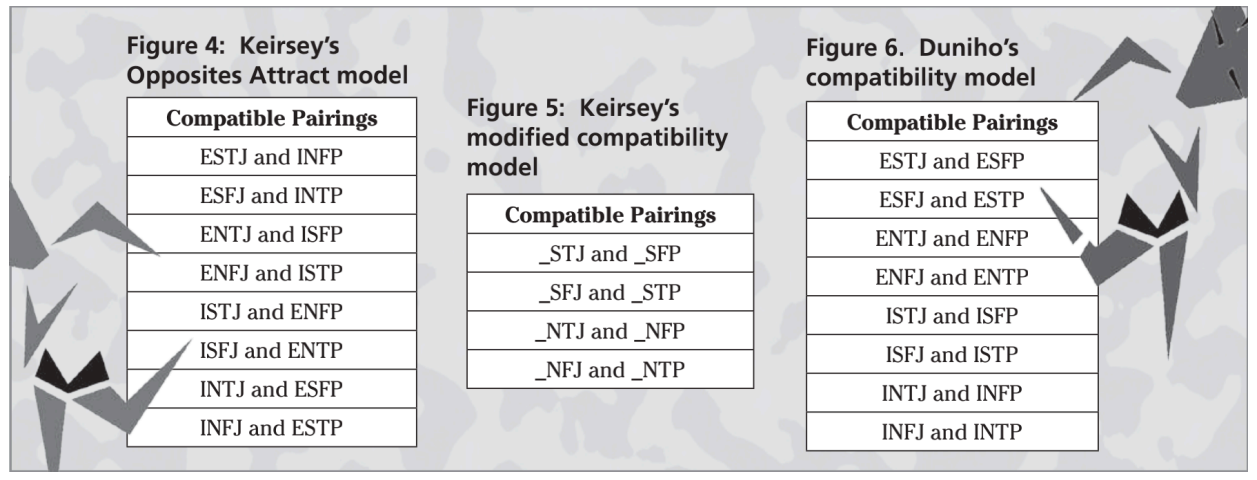 Figure 4:  Keirsey's
Opposites Attract model
Compatible Pairings
ESTJ and INFP
ESFJ and INTP
ENTJ and ISFP
ENFJ and ISTP
ISTJ and ENFP
ISFJ and ENTP
INTJ and ESFP
INFJ and ESTP
Figure 5:  Keirsey's
modified compatibility
model
Compatible Pairings
_STJ and _SFP
_SFJ and _STP
_NTJ and _NFP
_NFJ and _NTP
Figure 6.  Duniho's
compatibility model
Compatible Pairings
ESTJ and ESFP
ESFJ and ESTP
ENTJ and ENFP
ENFJ and ENTP
ISTJ and ISFP
ISFJ and ISTP
INTJ and INFP
INFJ and INTP